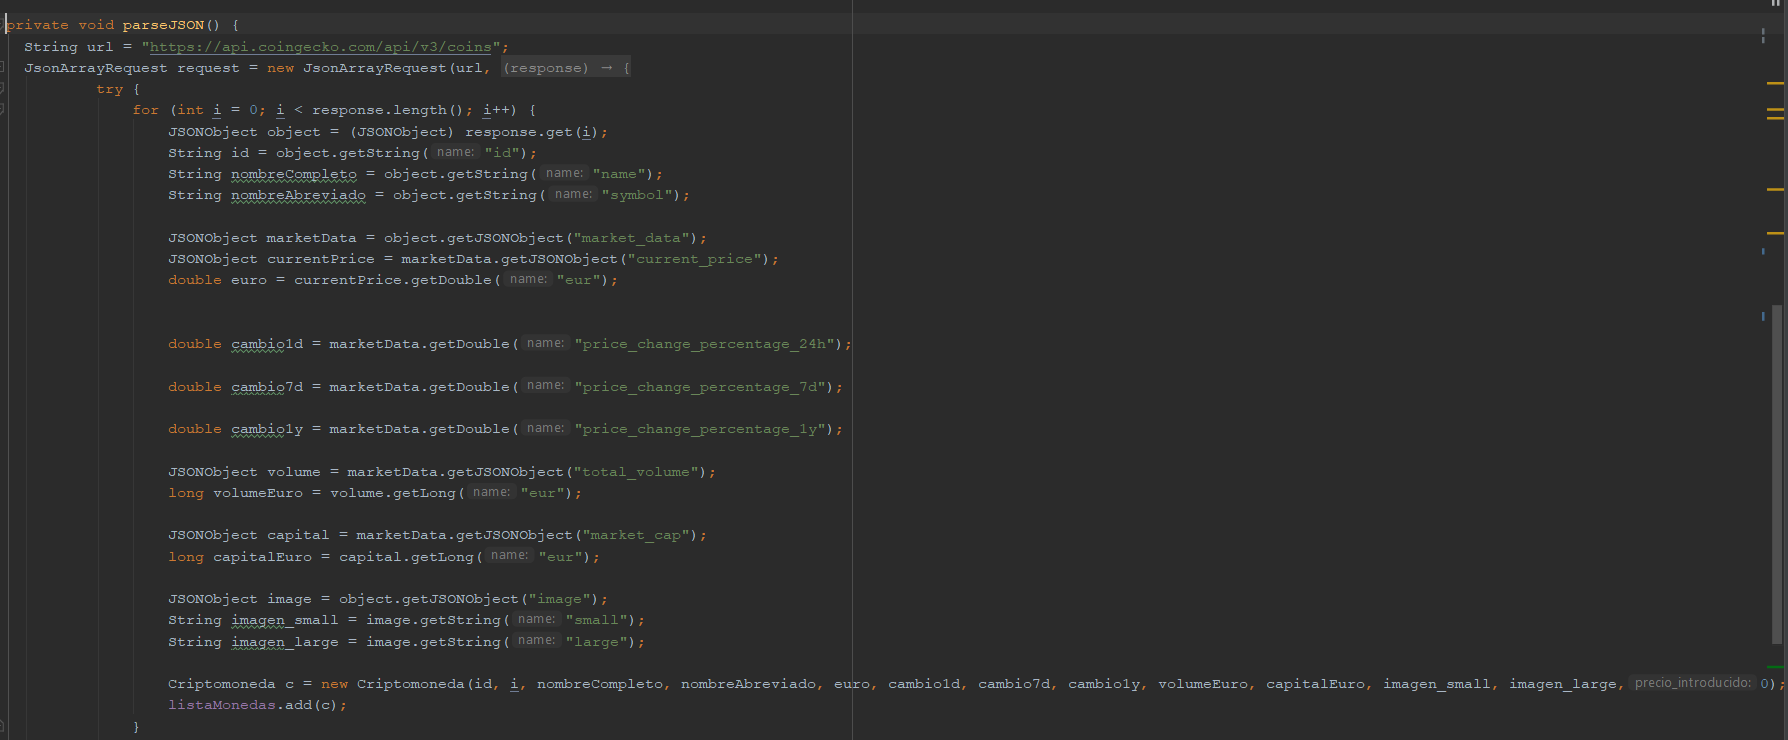 private void parseJSON() {
String url = "https://api.coingecko.com/api/v3/coins";
JsonArrayRequest request = new JsonArrayRequest(url, (response) → {
try {
for (int i = 0; i < response.length(); i++) {
JSONObject object = (JSONObject) response.get(i);
String id = object.getString( name: "id");
String nombreCompleto = object.getString( name: "name");
String nombreAbreviado = object.getString( name: "symbol");
JSONObject marketData = object.getJSONObject("market_data");
JSONObject currentPrice = marketData.getJSONObject("current_price");
double euro = currentPrice.getDouble( name: "eur");
double cambio1d = marketData.getDouble( name: "price_change_percentage_24h");
double cambio7d = marketData.getDouble( name: "price_change_percentage_7d");
double cambio1y = marketData.getDouble( name: "price_change_percentage_1y");
JSONObject volume = marketData.getJSONObject("total_volume");
long volumeEuro = volume.getLong( name: "eur");
JSONObject capital = marketData.getJSONObject("market_cap");
long capitalEuro = capital.getLong( name: "eur");
JSONObject image = object.getJSONObject("image");
String imagen_small = image.getString( name: "small");
String imagen_large = image.getString( name: "large");
Criptomoneda c = new Criptomoneda(id, i, nombreCompleto, nombreAbreviado, euro, cambio1d, cambio7d, cambio1y, volumeEuro, capitalEuro, imagen_small, imagen_large, precio_introducido: 0);
listaMonedas.add(c);
}